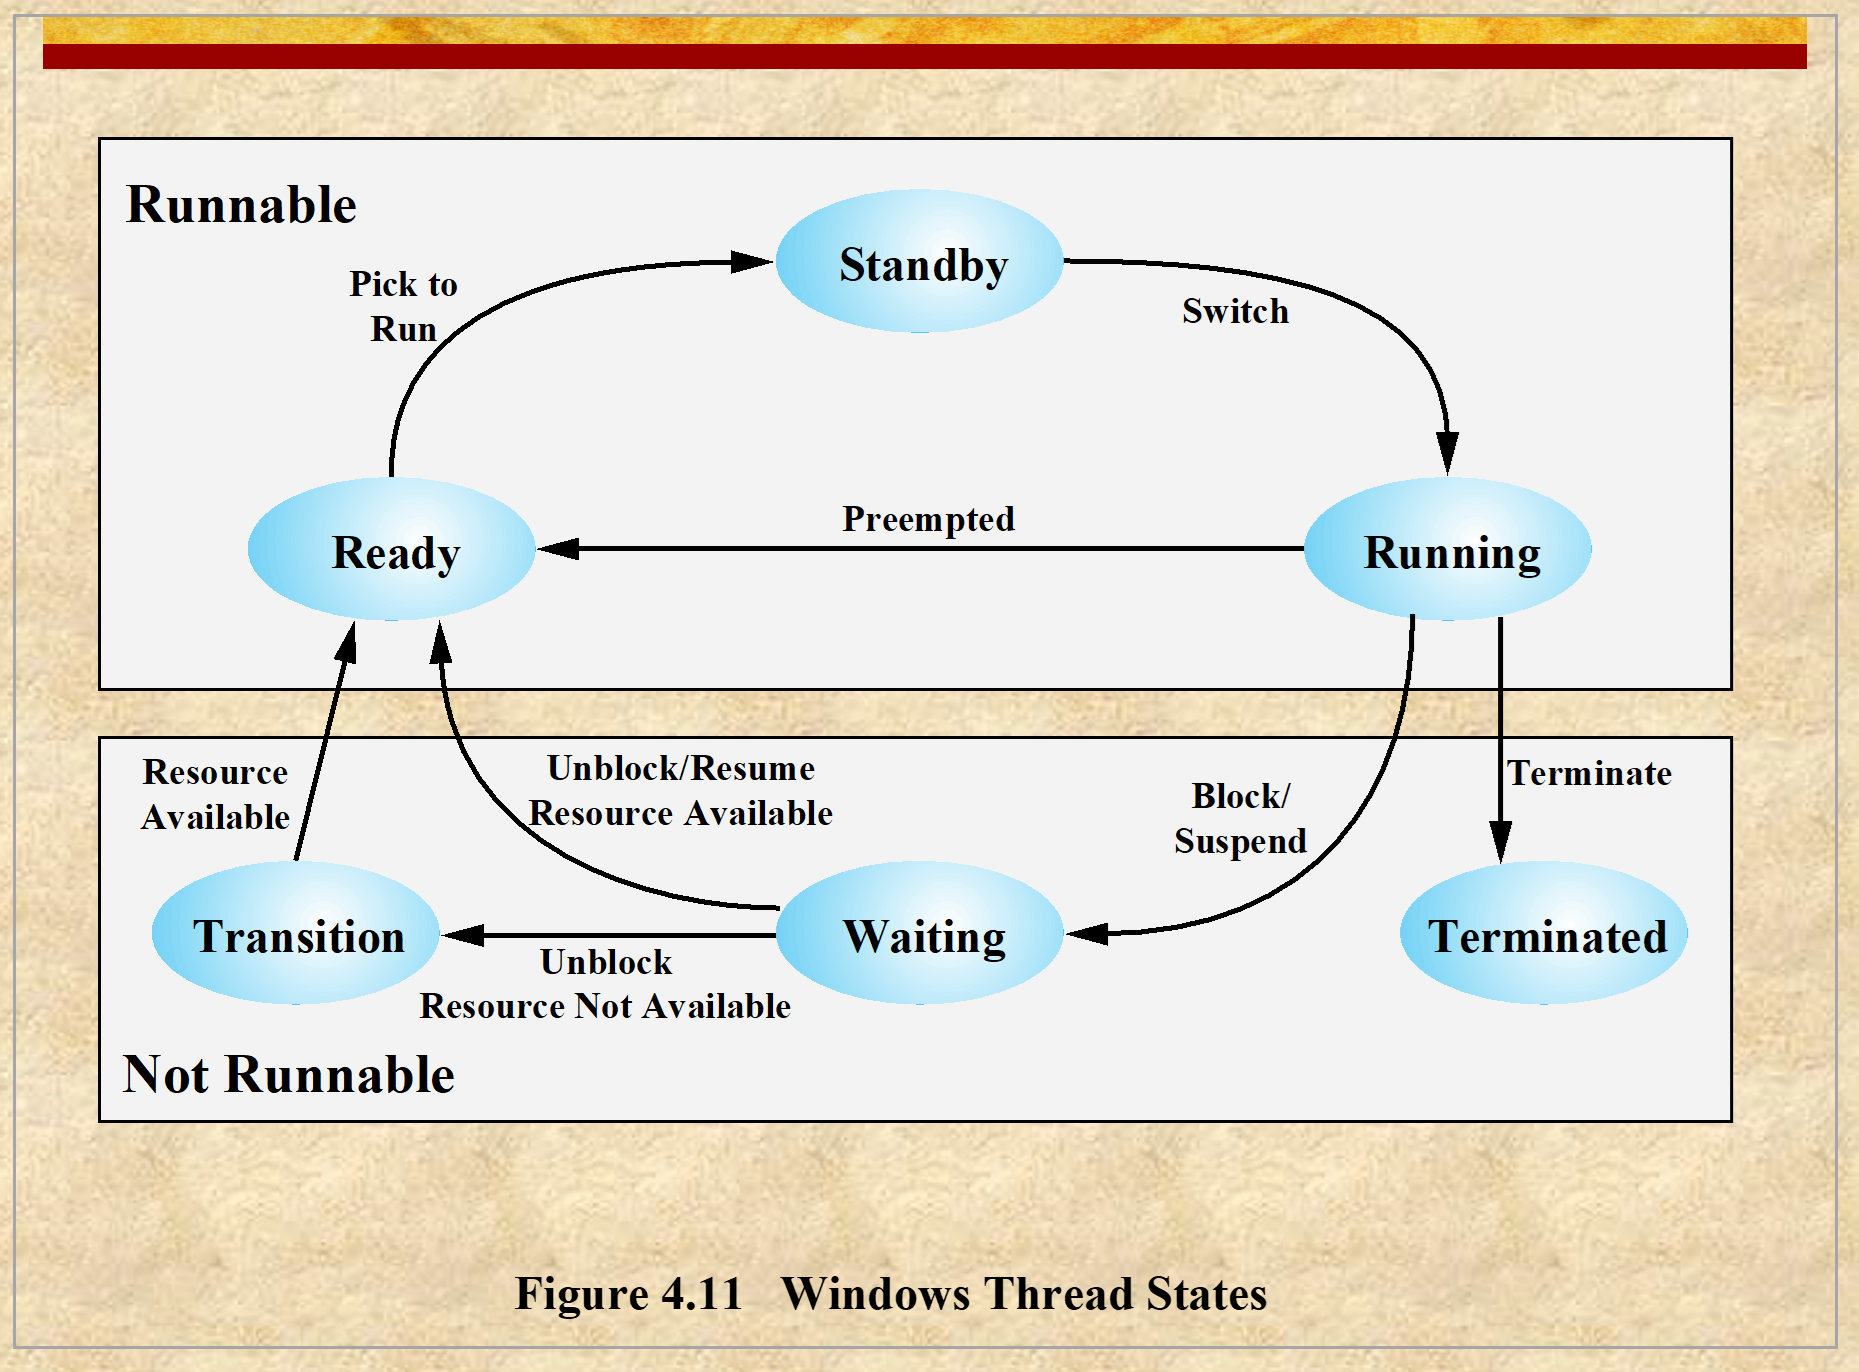 Runnable
Standby
Pick to
Run
Switch
Preempted
Ready
Running
Resource
Available
Unblock/Resume
Resource Available
Block/
Suspend
Terminate
Transition
Waiting
Terminated
Unblock
Resource Not Available
Not Runnable
Figure 4.11 Windows Thread States